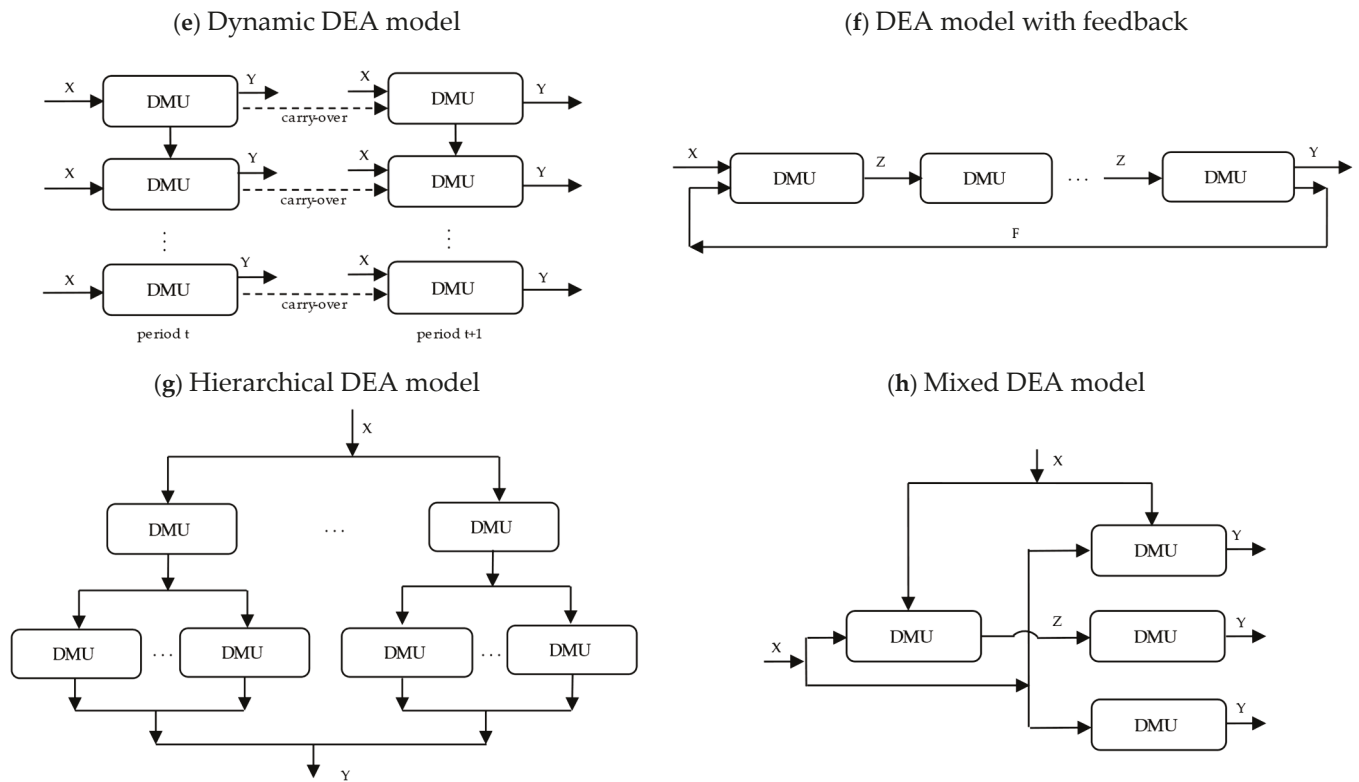 (e) Dynamic DEA model
X DMU Y X DMU Y
carry-over
X DMU Y X DMU Y
carry-over
⋮ ⋮
X DMU Y X DMU Y
carry-over
period t period t+1
(f) DEA model with feedback
X DMU Z DMU ... Z DMU Y
F
(g) Hierarchical DEA model
X
DMU ... DMU
DMU ... DMU DMU ... DMU
Y
(h) Mixed DEA model
X
DMU Y
X DMU Z DMU Y
DMU Y